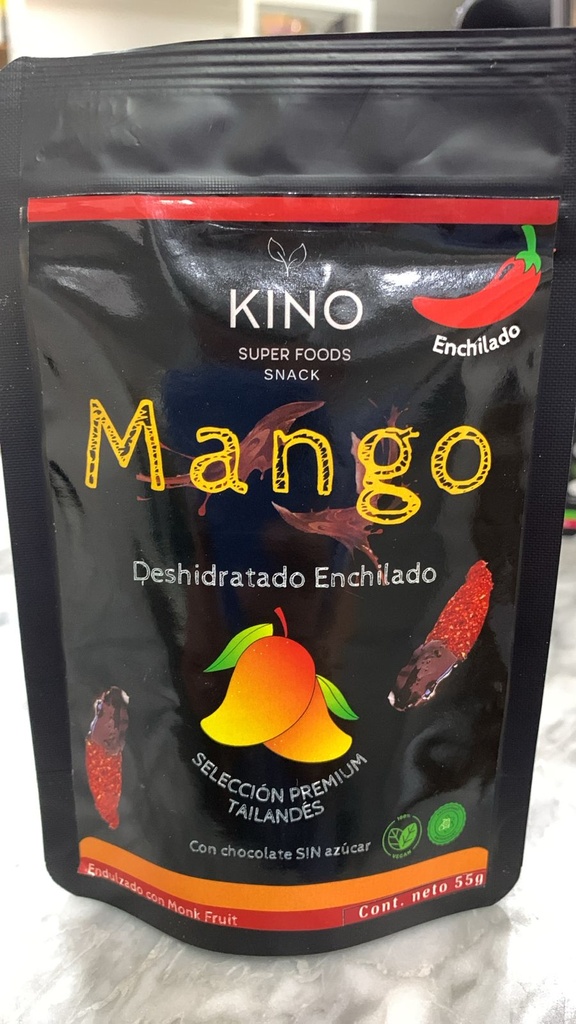 KINO
SUPER FOODS
SNACK
Enchilado
Mango
Deshidratado Enchilado
SELECCIÓN PREMIUM
TAILANDÉS
Con chocolate SIN azúcar
100%
VEGAN
Endulzado con Monk Fruit
Cont. neto 55g